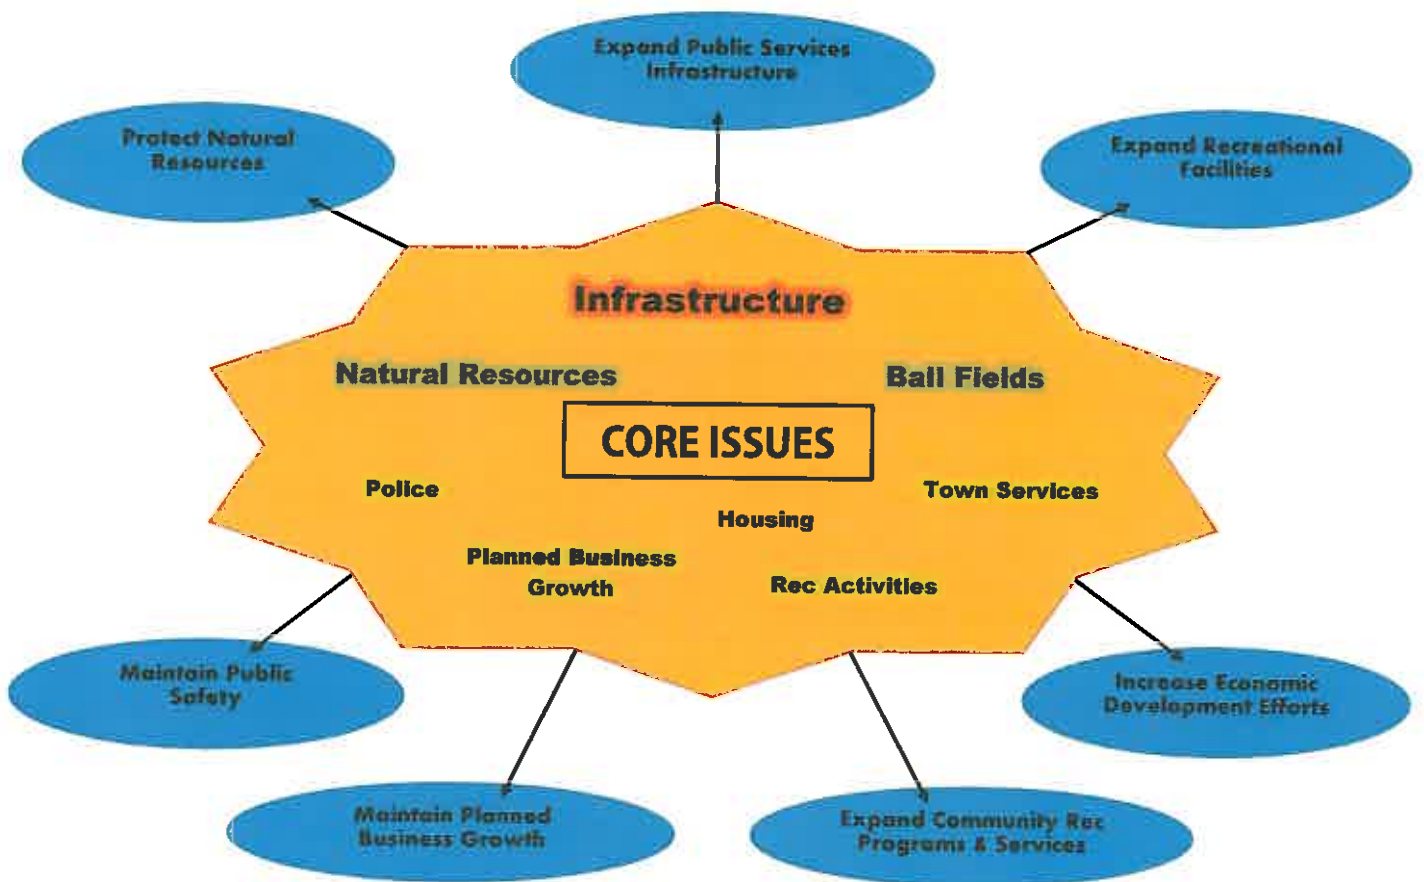 Expand Public Services
Infrastructure
Protect Natural
Resources
Expand Recreational
Facilities
Infrastructure
Natural Resources
Ball Fields
CORE ISSUES
Police
Town Services
Housing
Planned Business
Growth
Rec Activities
Maintain Public
Safety
Increase Economic
Development Efforts
Maintain Planned
Business Growth
Expand Community Rec
Programs & Services